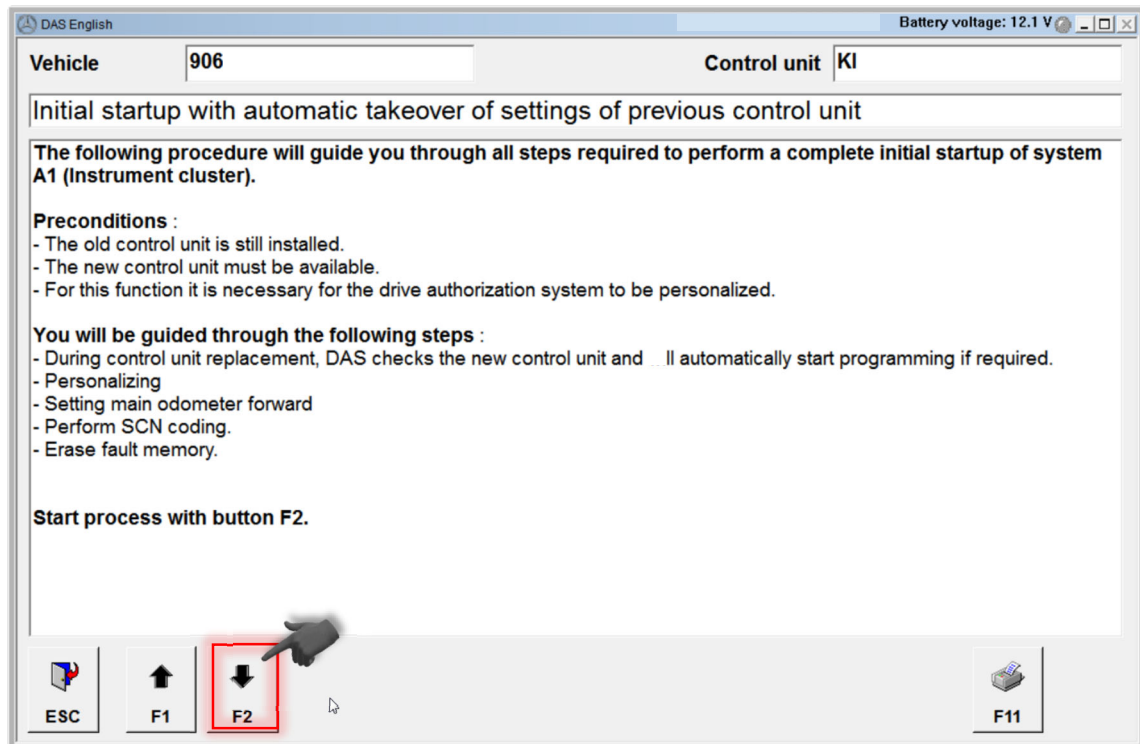 DAS English
Battery voltage: 12.1 V
Vehicle 906 Control unit KI
Initial startup with automatic takeover of settings of previous control unit
The following procedure will guide you through all steps required to perform a complete initial startup of system
A1 (Instrument cluster).
Preconditions :
- The old control unit is still installed.
- The new control unit must be available.
- For this function it is necessary for the drive authorization system to be personalized.
You will be guided through the following steps :
- During control unit replacement, DAS checks the new control unit and ll automatically start programming if required.
- Personalizing
- Setting main odometer forward
- Perform SCN coding.
- Erase fault memory.
Start process with button F2.
ESC F1 F2 F11